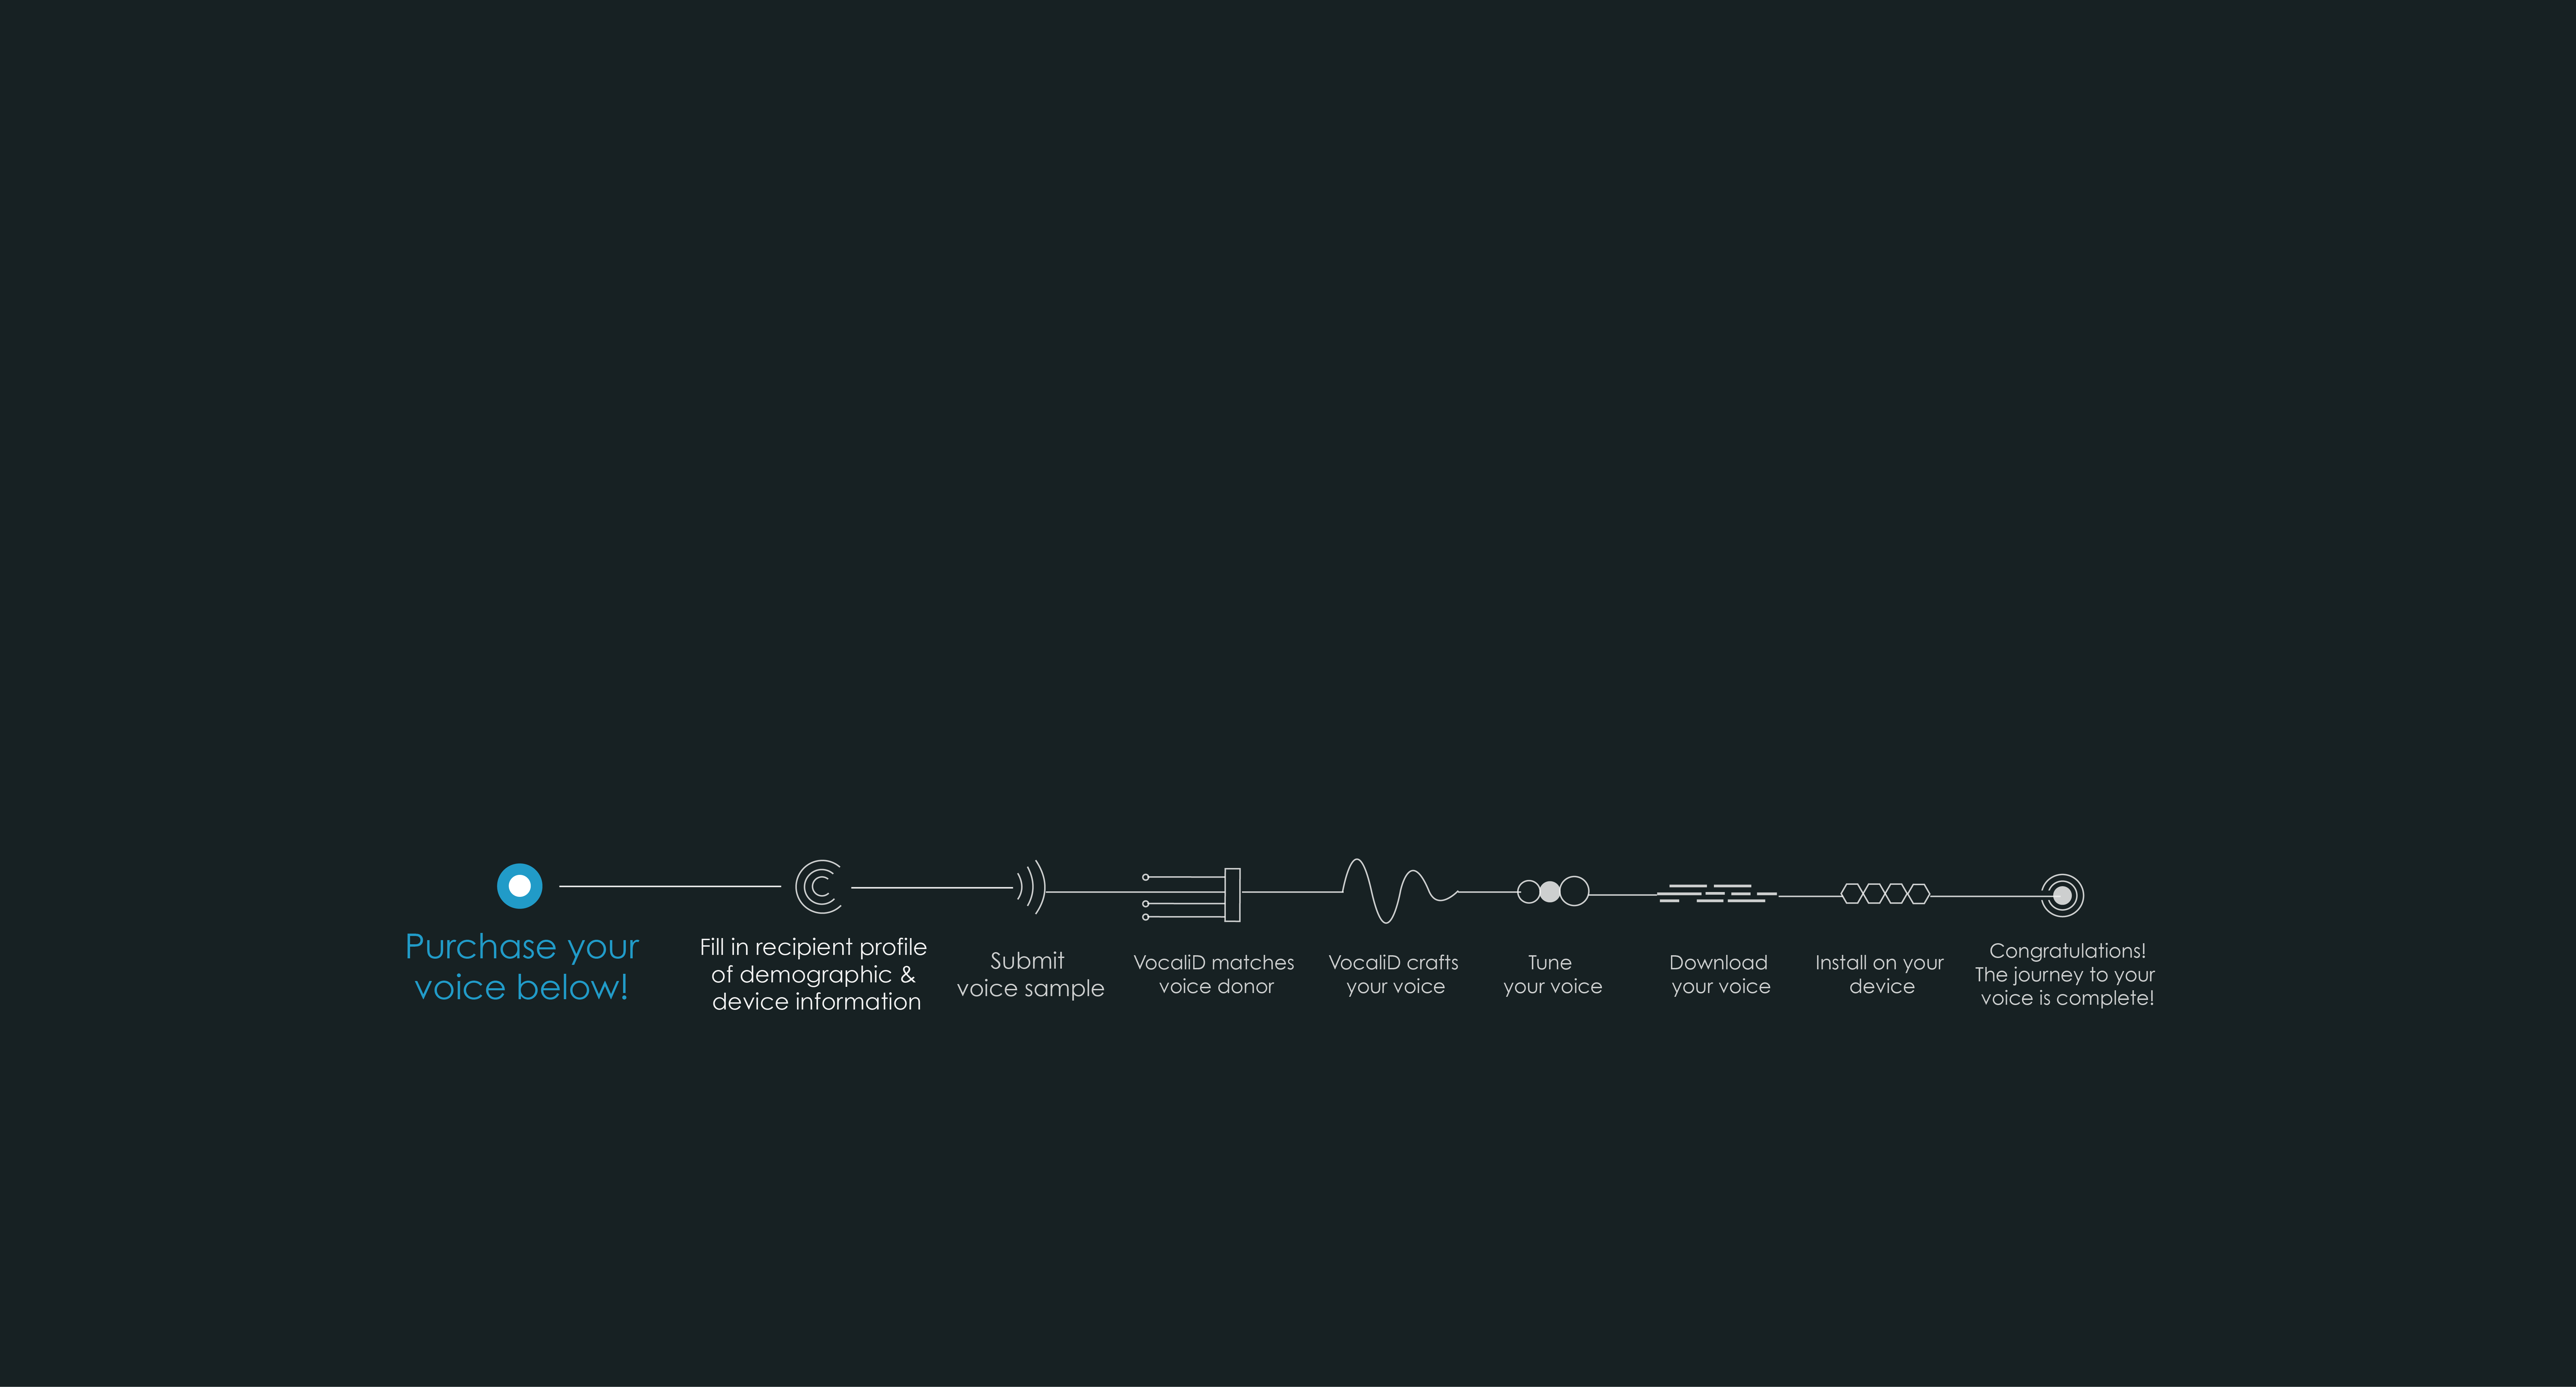 Purchase your
voice below!
Fill in recipient profile
of demographic &
device information
Submit
voice sample
VocaliD matches
voice donor
VocaliD crafts
your voice
Tune
your voice
Download
your voice
Install on your
device
Congratulations!
The journey to your
voice is complete!